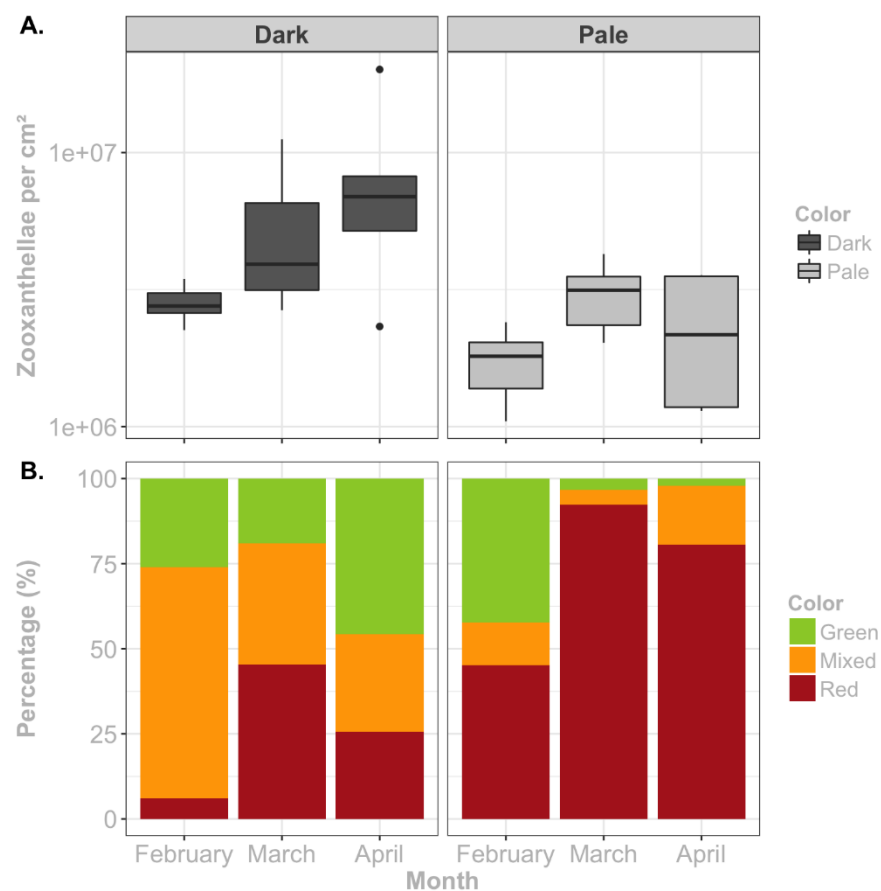 A.
Dark Pale
Zooxanthellae per cm²
1e+07
1e+06
Color
Dark
Pale
B.
Percentage (%)
100
75
50
25
0
Color
Green
Mixed
Red
February March April February March April
Month